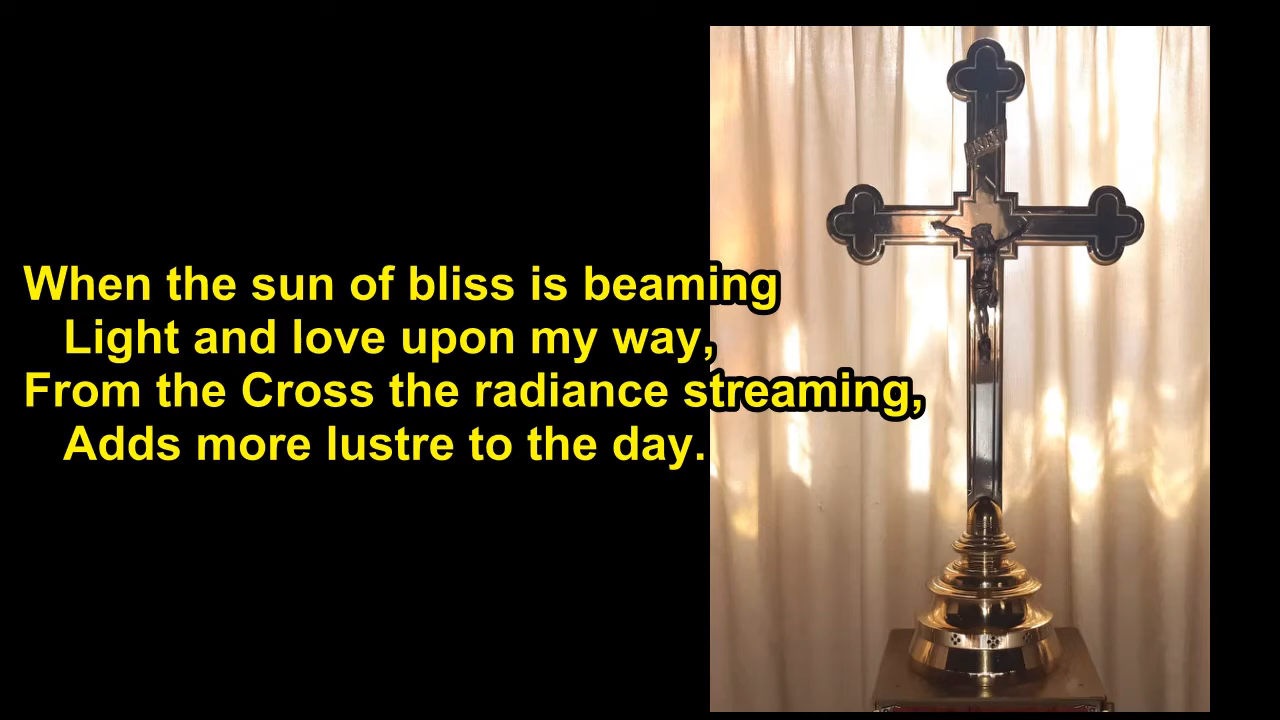 When the sun of bliss is beaming
Light and love upon my way,
From the Cross the radiance streaming,
Adds more lustre to the day.